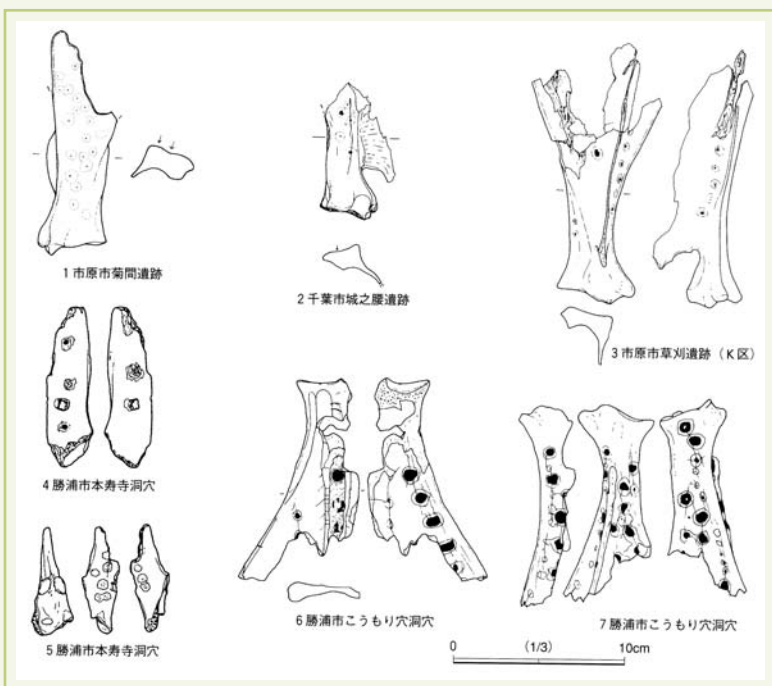 1市原市菊間遺跡
2千葉市城之腰遺跡
3市原市草刈遺跡（K区）
4勝浦市本寿寺洞穴
5勝浦市本寿寺洞穴
6勝浦市こうもり穴洞穴
7勝浦市こうもり穴洞穴
0 (1/3) 10cm